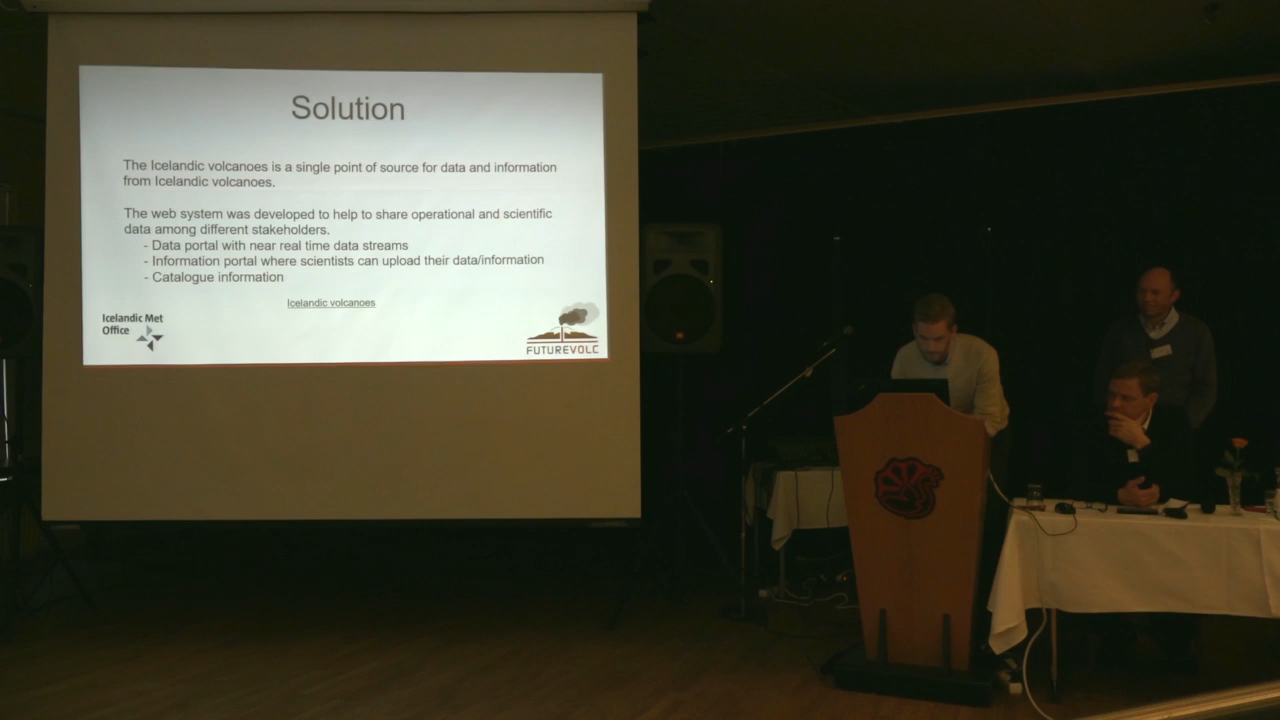 Solution
The Icelandic volcanoes is a single point of source for data and information
from Icelandic volcanoes.
The web system was developed to help to share operational and scientific
data among different stakeholders.
- Data portal with near real time data streams
- Information portal where scientists can upload their data/information
- Catalogue information
Icelandic volcanoes
Icelandic Met
Office
FUTUREVOLC